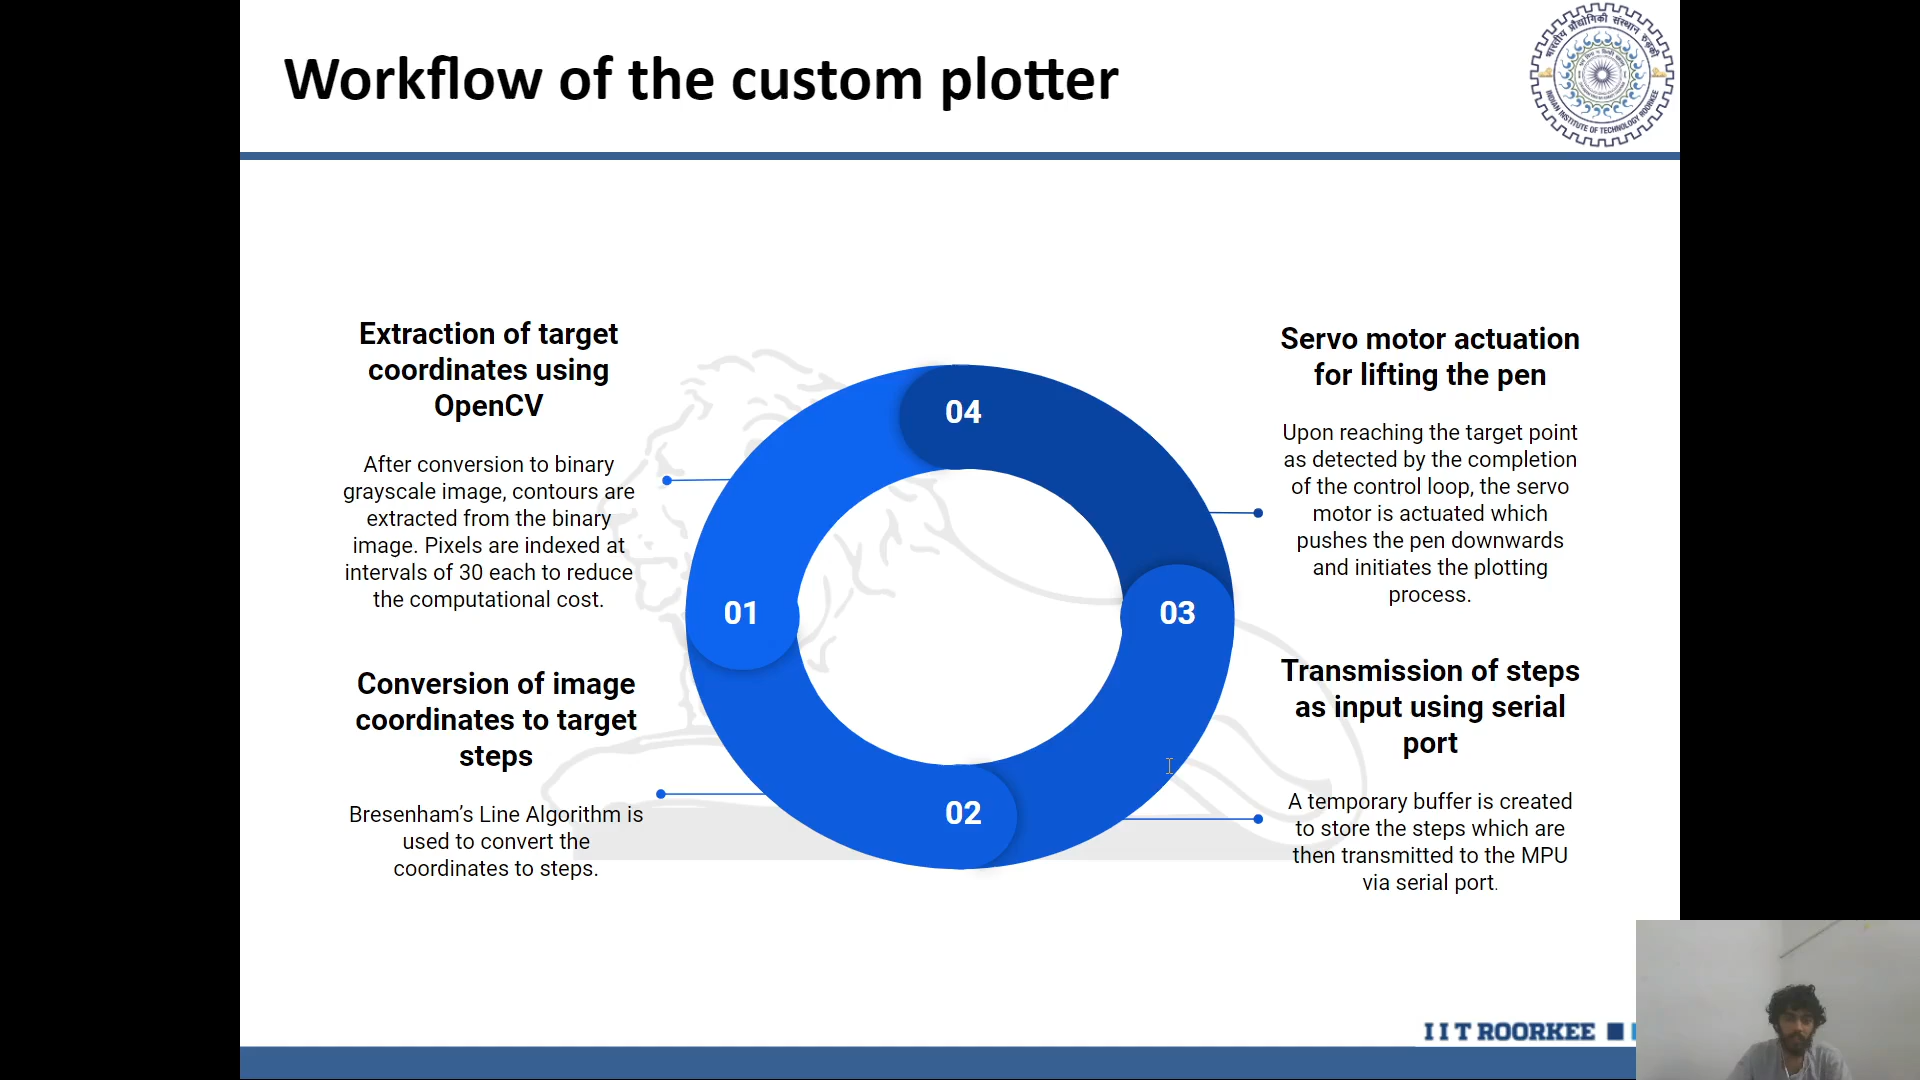 Workflow of the custom plotter
भारतीय प्रौद्योगिकी संस्थान रुड़की
INDIAN INSTITUTE OF TECHNOLOGY ROORKEE
Extraction of target
coordinates using
OpenCV
After conversion to binary
grayscale image, contours are
extracted from the binary
image. Pixels are indexed at
intervals of 30 each to reduce
the computational cost.
Conversion of image
coordinates to target
steps
Bresenham’s Line Algorithm is
used to convert the
coordinates to steps.
04
01
03
02
Servo motor actuation
for lifting the pen
Upon reaching the target point
as detected by the completion
of the control loop, the servo
motor is actuated which
pushes the pen downwards
and initiates the plotting
process.
Transmission of steps
as input using serial
port
A temporary buffer is created
to store the steps which are
then transmitted to the MPU
via serial port.
I I T ROORKEE